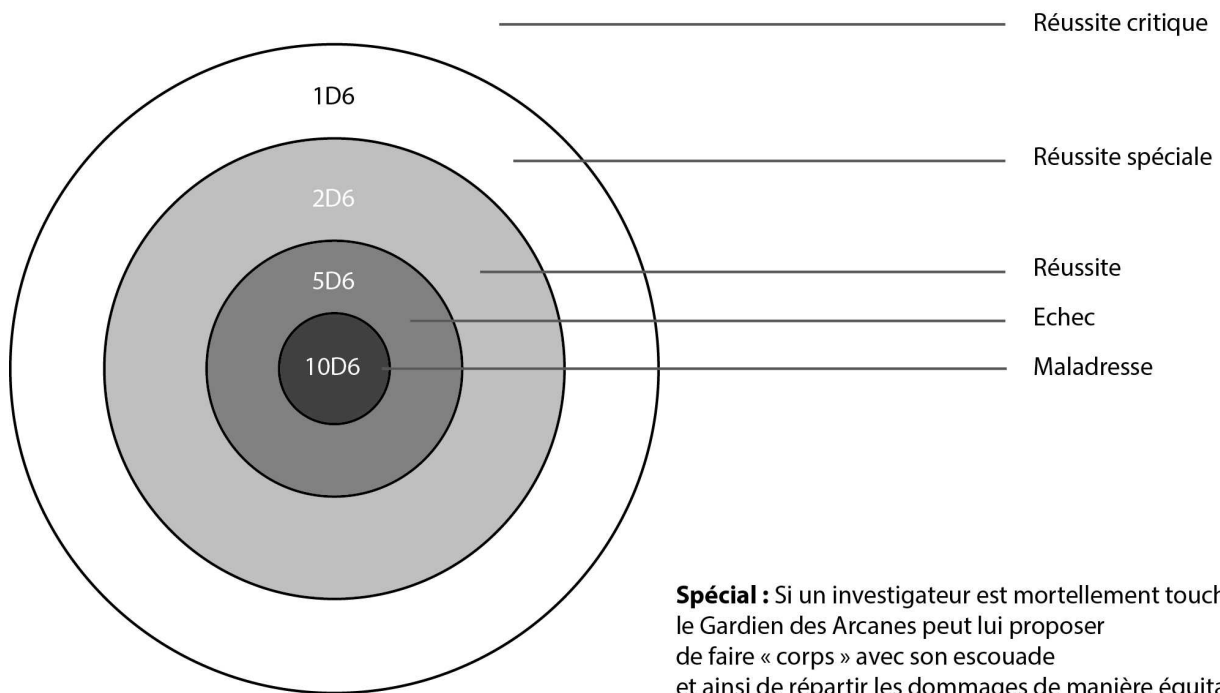 Réussite critique
1D6
Réussite spéciale
2D6
Réussite
5D6
Echec
10D6
Maladresse
Spécial : Si un investigateur est mortellement touch
le Gardien des Arcanes peut lui proposer
de faire « corps » avec son escouade
et ainsi de répartir les dommages de manière équita